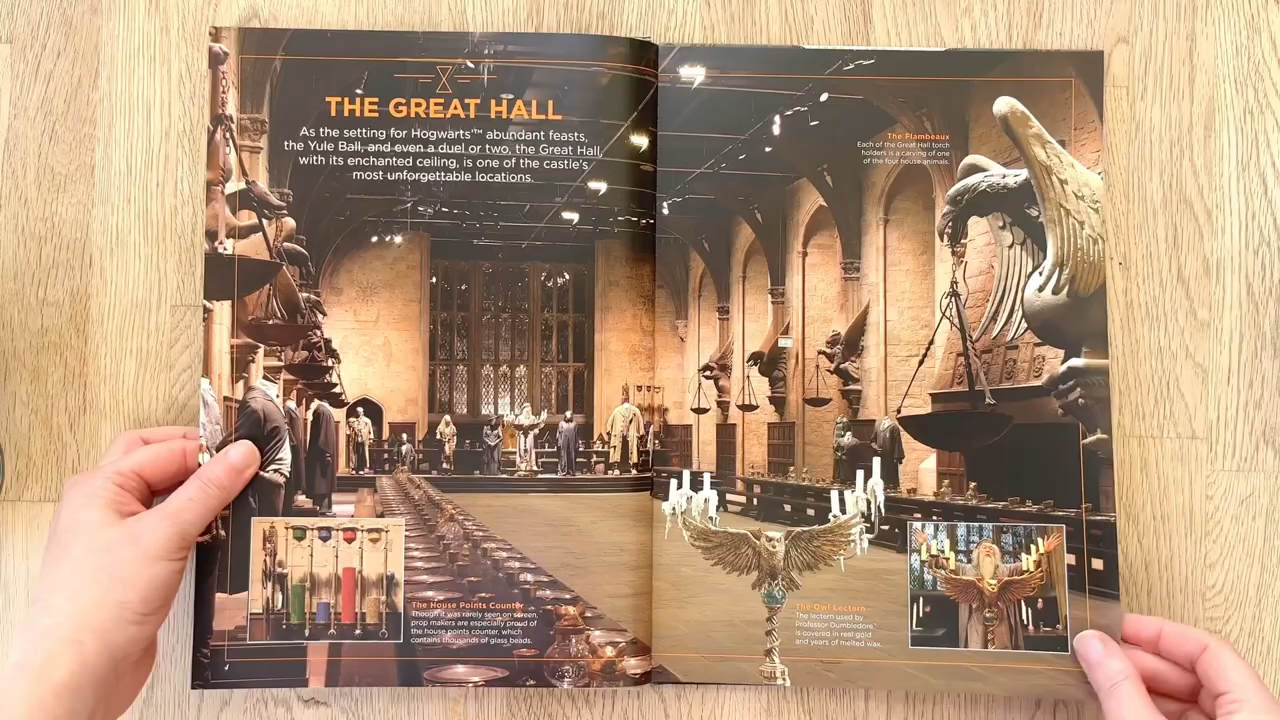 THE GREAT HALL
As the setting for Hogwarts™ abundant feasts,
the Yule Ball, and even a duel or two, the Great Hall,
with its enchanted ceiling, is one of the castle's
most unforgettable locations.
The House Points Counter
Though it was rarely seen on screen
prop makers are especially proud of
the house points counter, which
contains thousands of glass beads.
The Flambeaux
Each of the Great Hall torch
holders is a carving of one
of the four house animals.
The Owl Lectern
The lectern used by
Professor Dumbledore™
is covered in real gold
and years of melted wax.